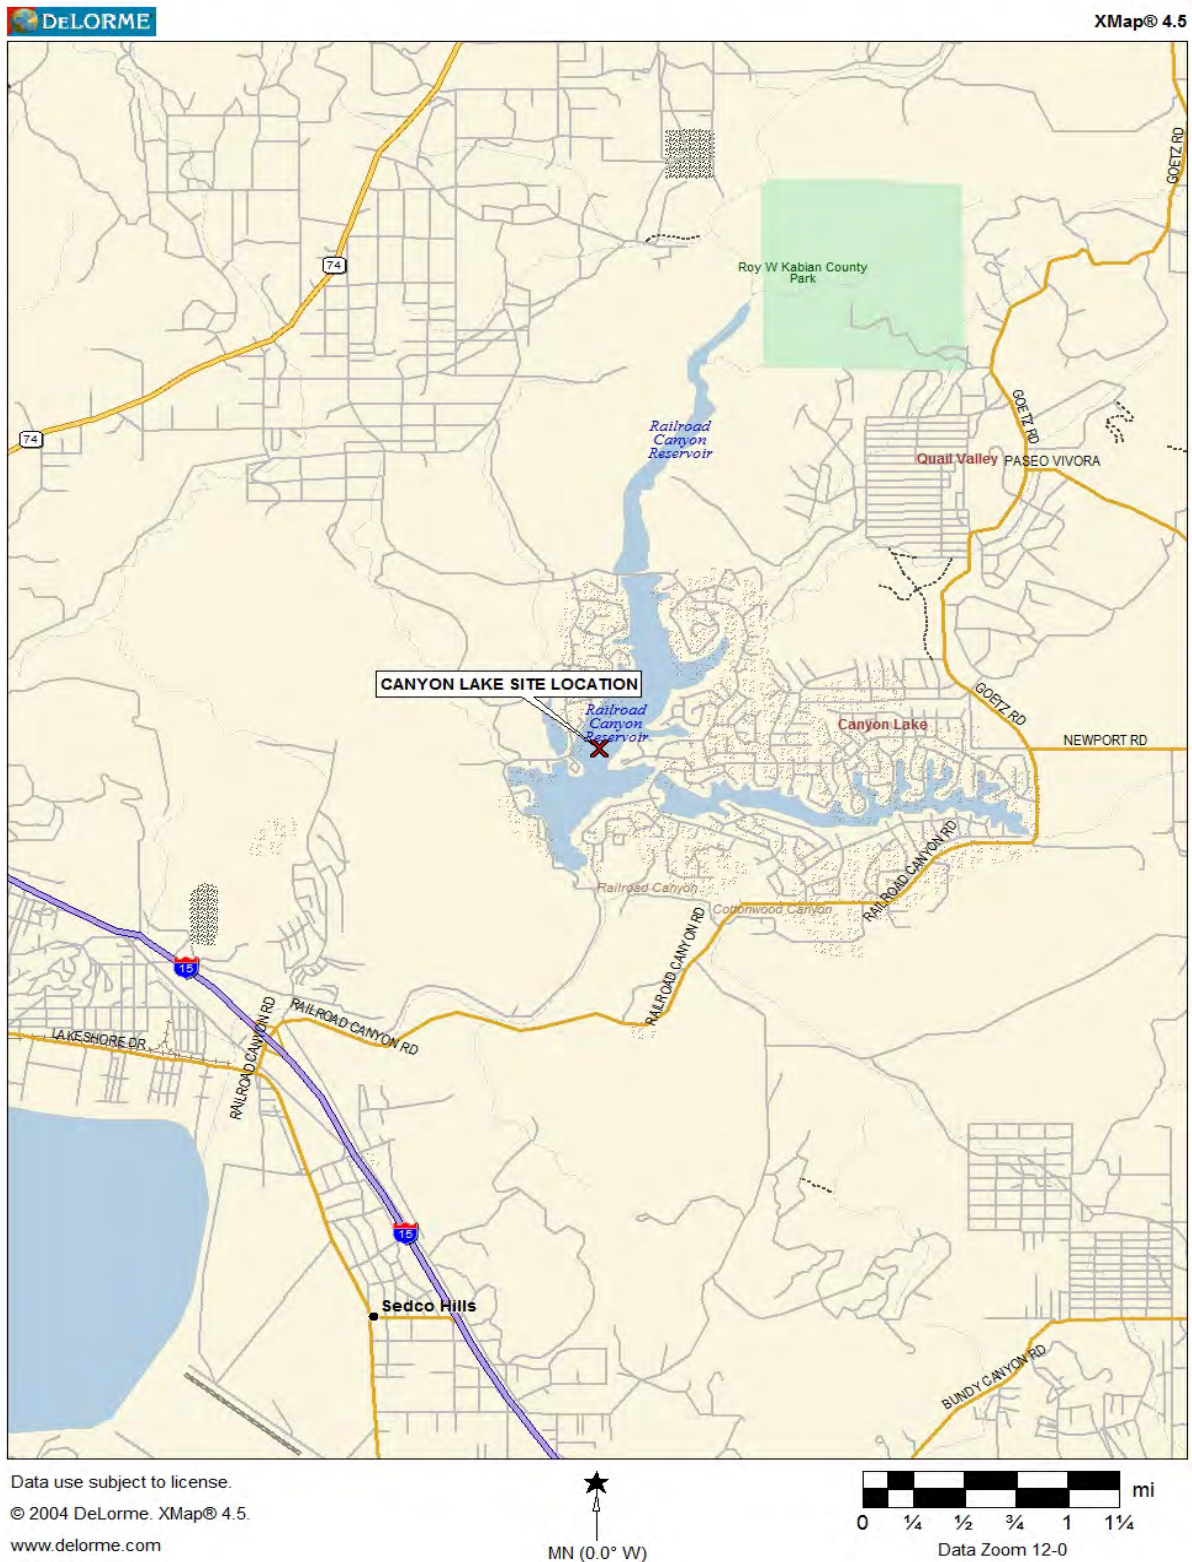 DELORME
XMap® 4.5
GOETZ RD
74
Roy W Kabian County
Park
GOETZ RD
74
Railroad
Canyon
Reservoir
Quail Valley
PASEO VIVORA
CANYON LAKE SITE LOCATION
GOETZ RD
Railroad
Canyon
Reservoir
Canyon Lake
NEWPORT RD
RAILROAD CANYON RD
Railroad Canyon
Cottonwood Canyon
RAILROAD CANYON RD
15
RAILROAD CANYON RD
RAILROAD CANYON RD
LAKESHORE DR
15
Sedco Hills
BUNDY CANYON RD
Data use subject to license.
© 2004 DeLorme. XMap® 4.5.
www.delorme.com
MN (0.0° W)
mi
0 ¼ ½ ¾ 1 1¼
Data Zoom 12-0